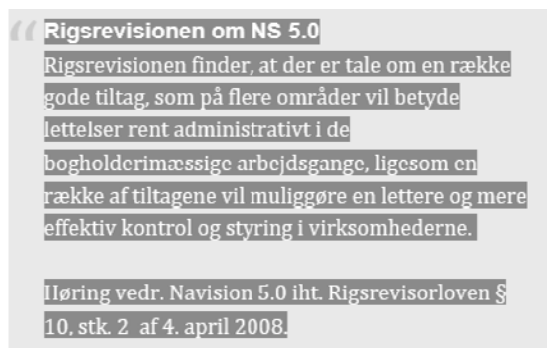 “
Rigsrevisionen om NS 5.0
Rigsrevisionen finder, at der er tale om en række
gode tiltag, som på flere områder vil betyde
lettelser rent administrativt i de
bogholderimæssige arbejdsgange, ligesom en
række af tiltagene vil muliggøre en lettere og mere
effektiv kontrol og styring i virksomhederne.
Høring vedr. Navision 5.0 iht. Rigsrevisorloven §
10, stk. 2 af 4. april 2008.